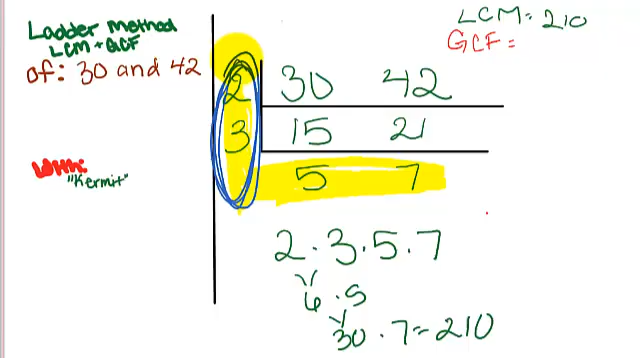 Ladder Method
LCM + GCF
of: 30 and 42
With:
"Kermit"
LCM = 210
GCF =
2 30 42
3 15 21
5 7
2 · 3 · 5 · 7
6 · 5
30 · 7 = 210